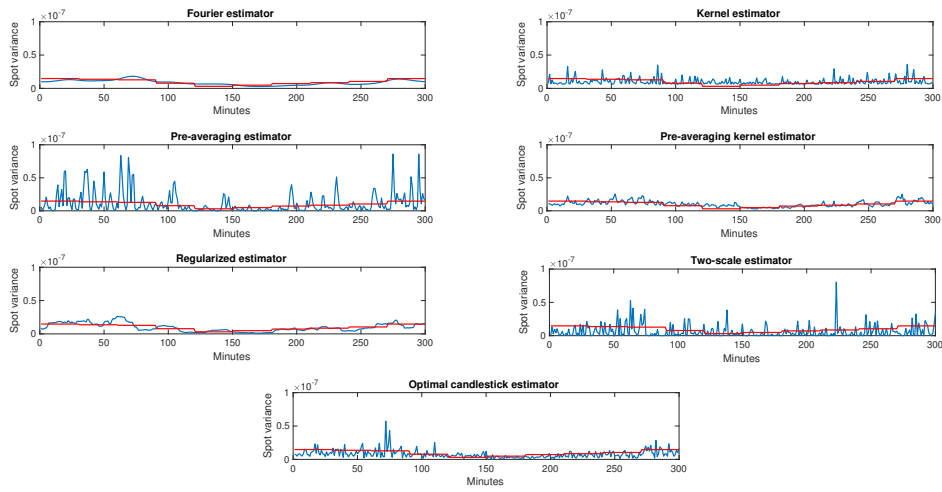 Fourier estimator
×10^-7
1
0.5
0
Spot variance
0 50 100 150 200 250 300
Minutes
Kernel estimator
×10^-7
1
0.5
0
Spot variance
0 50 100 150 200 250 300
Minutes
Pre-averaging estimator
×10^-7
1
0.5
0
Spot variance
0 50 100 150 200 250 300
Minutes
Pre-averaging kernel estimator
×10^-7
1
0.5
0
Spot variance
0 50 100 150 200 250 300
Minutes
Regularized estimator
×10^-7
1
0.5
0
Spot variance
0 50 100 150 200 250 300
Minutes
Two-scale estimator
×10^-7
1
0.5
0
Spot variance
0 50 100 150 200 250 300
Minutes
Optimal candlestick estimator
×10^-7
1
0.5
0
Spot variance
0 50 100 150 200 250 300
Minutes